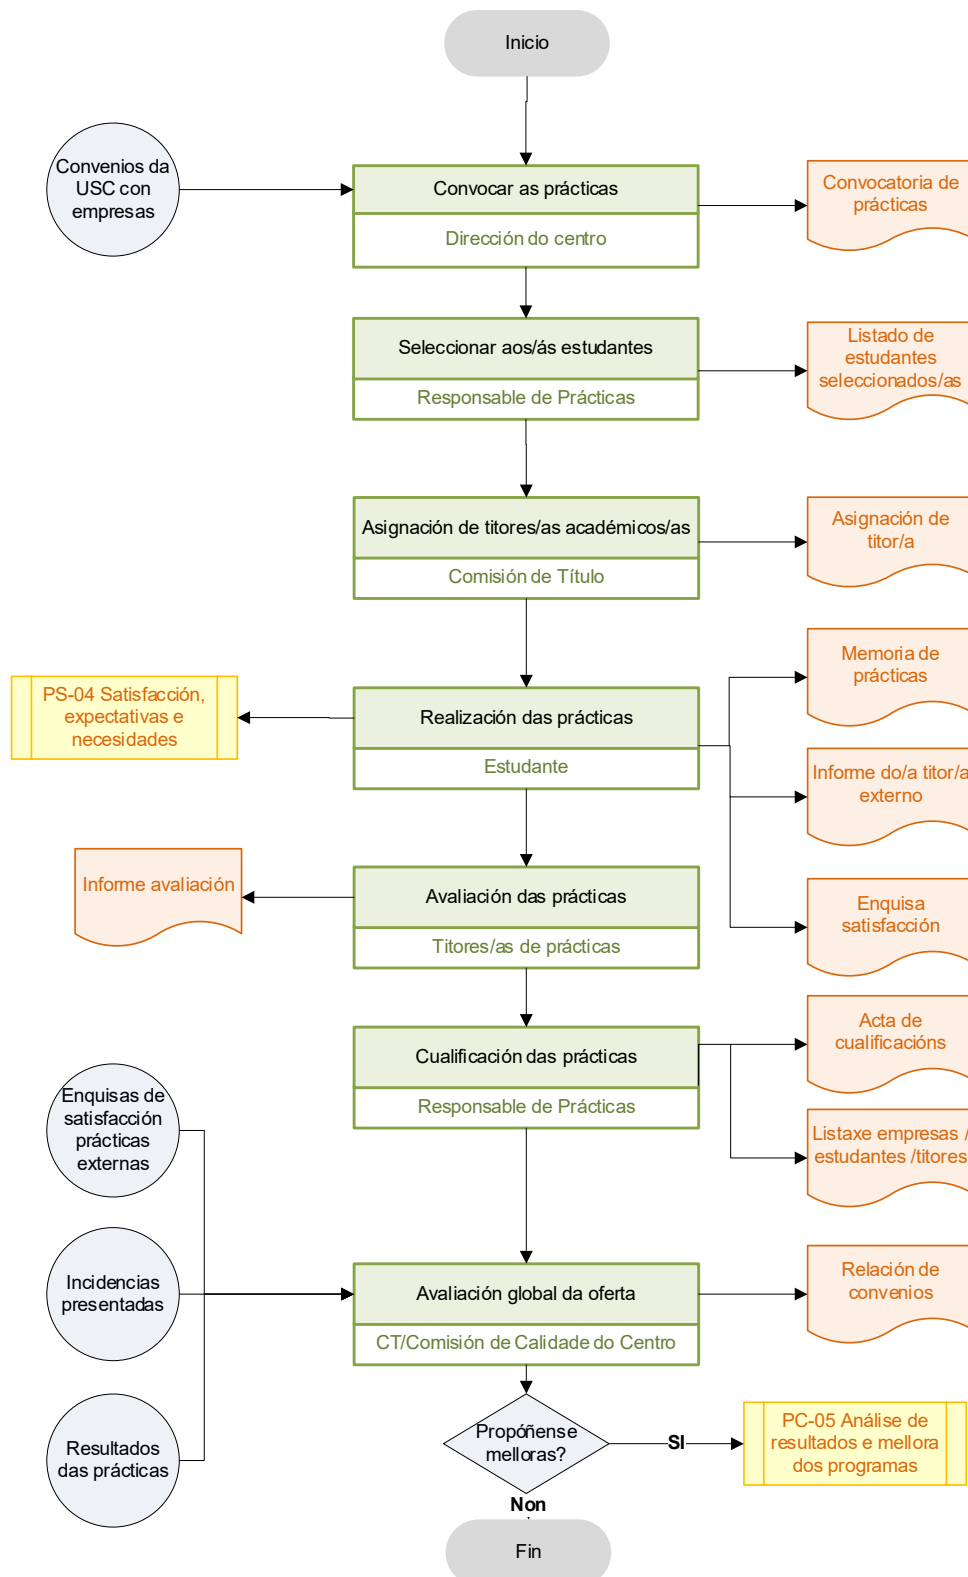 Inicio
Convenios da
USC con
empresas
Convocar as prácticas
Dirección do centro
Convocatoria de
prácticas
Seleccionar aos/ás estudantes
Responsable de Prácticas
Listado de
estudantes
seleccionados/as
Asignación de titores/as académicos/as
Comisión de Título
Asignación de
titor/a
PS-04 Satisfacción,
expectativas e
necesidades
Realización das prácticas
Estudante
Memoria de
prácticas
Informe do/a titor/a
externo
Informe avaliación
Avaliación das prácticas
Titores/as de prácticas
Enquisa
satisfacción
Cualificación das prácticas
Responsable de Prácticas
Acta de
cualificacións
Listaxe empresas /
estudantes /titores
Enquisas de
satisfacción
prácticas
externas
Incidencias
presentadas
Resultados
das prácticas
Avaliación global da oferta
CT/Comisión de Calidade do Centro
Relación de
convenios
Propóñense
melloras?
SI
PC-05 Análise de
resultados e mellora
dos programas
Non
Fin